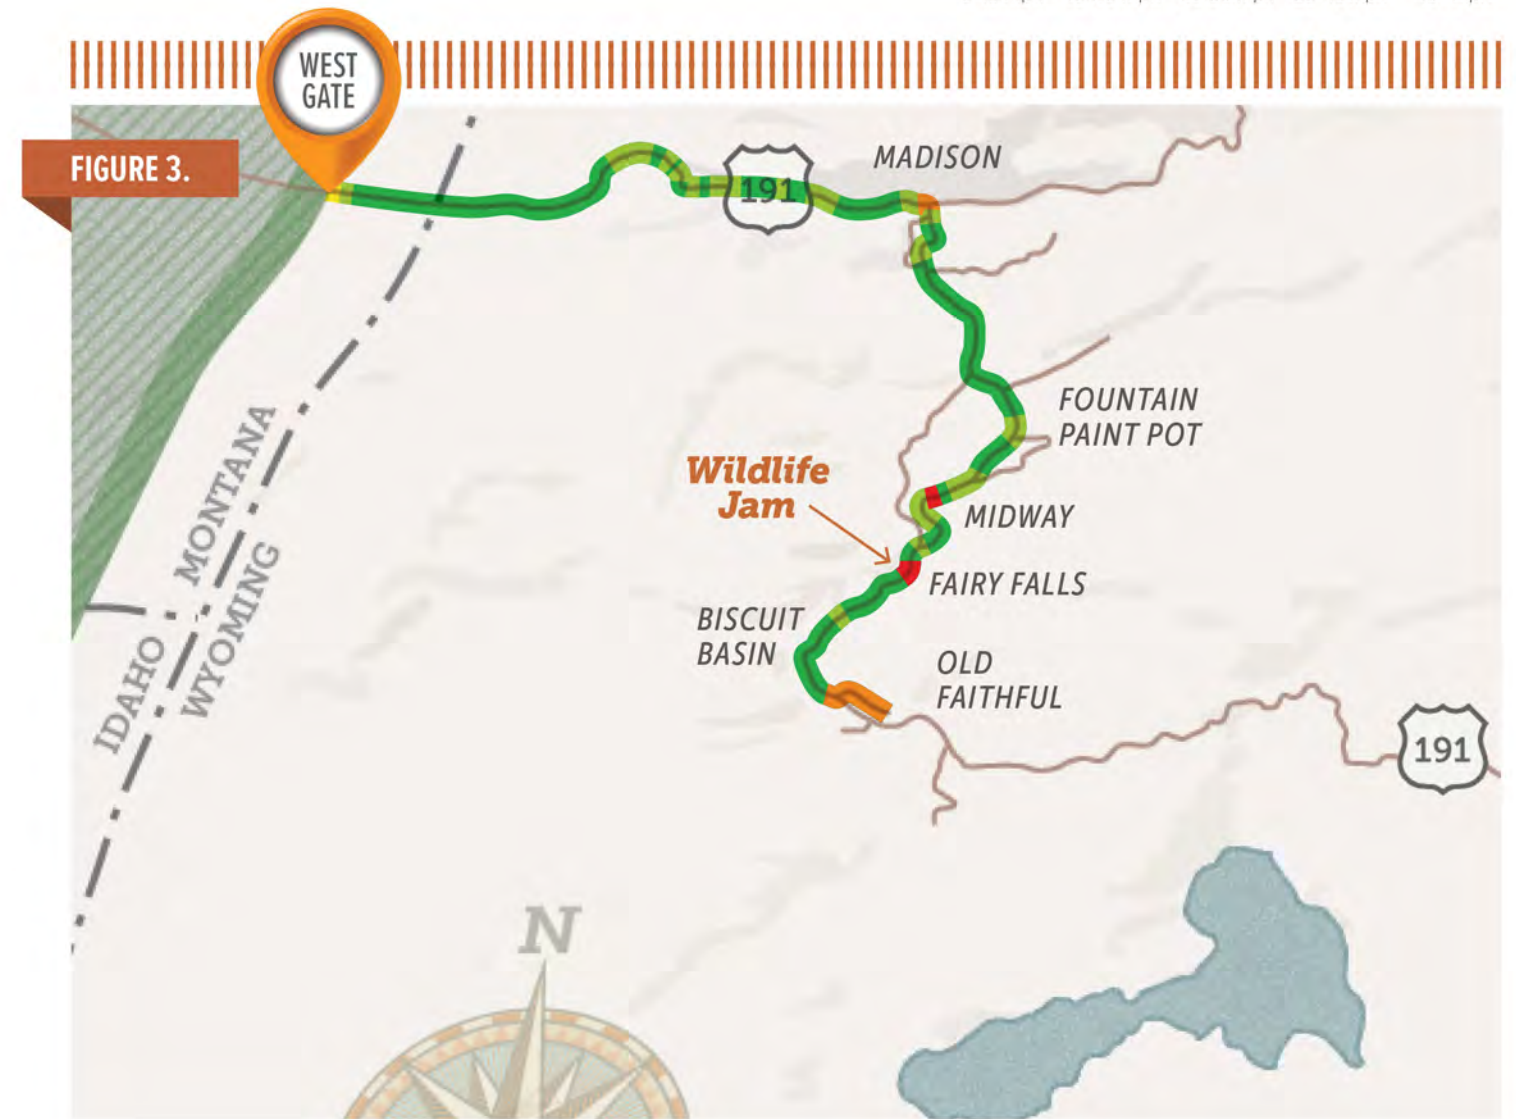 WEST
GATE
FIGURE 3.
191
MADISON
FOUNTAIN
PAINT POT
Wildlife
Jam
MIDWAY
FAIRY FALLS
BISCUIT
BASIN
OLD
FAITHFUL
MONTANA
WYOMING
IDAHO
191
N